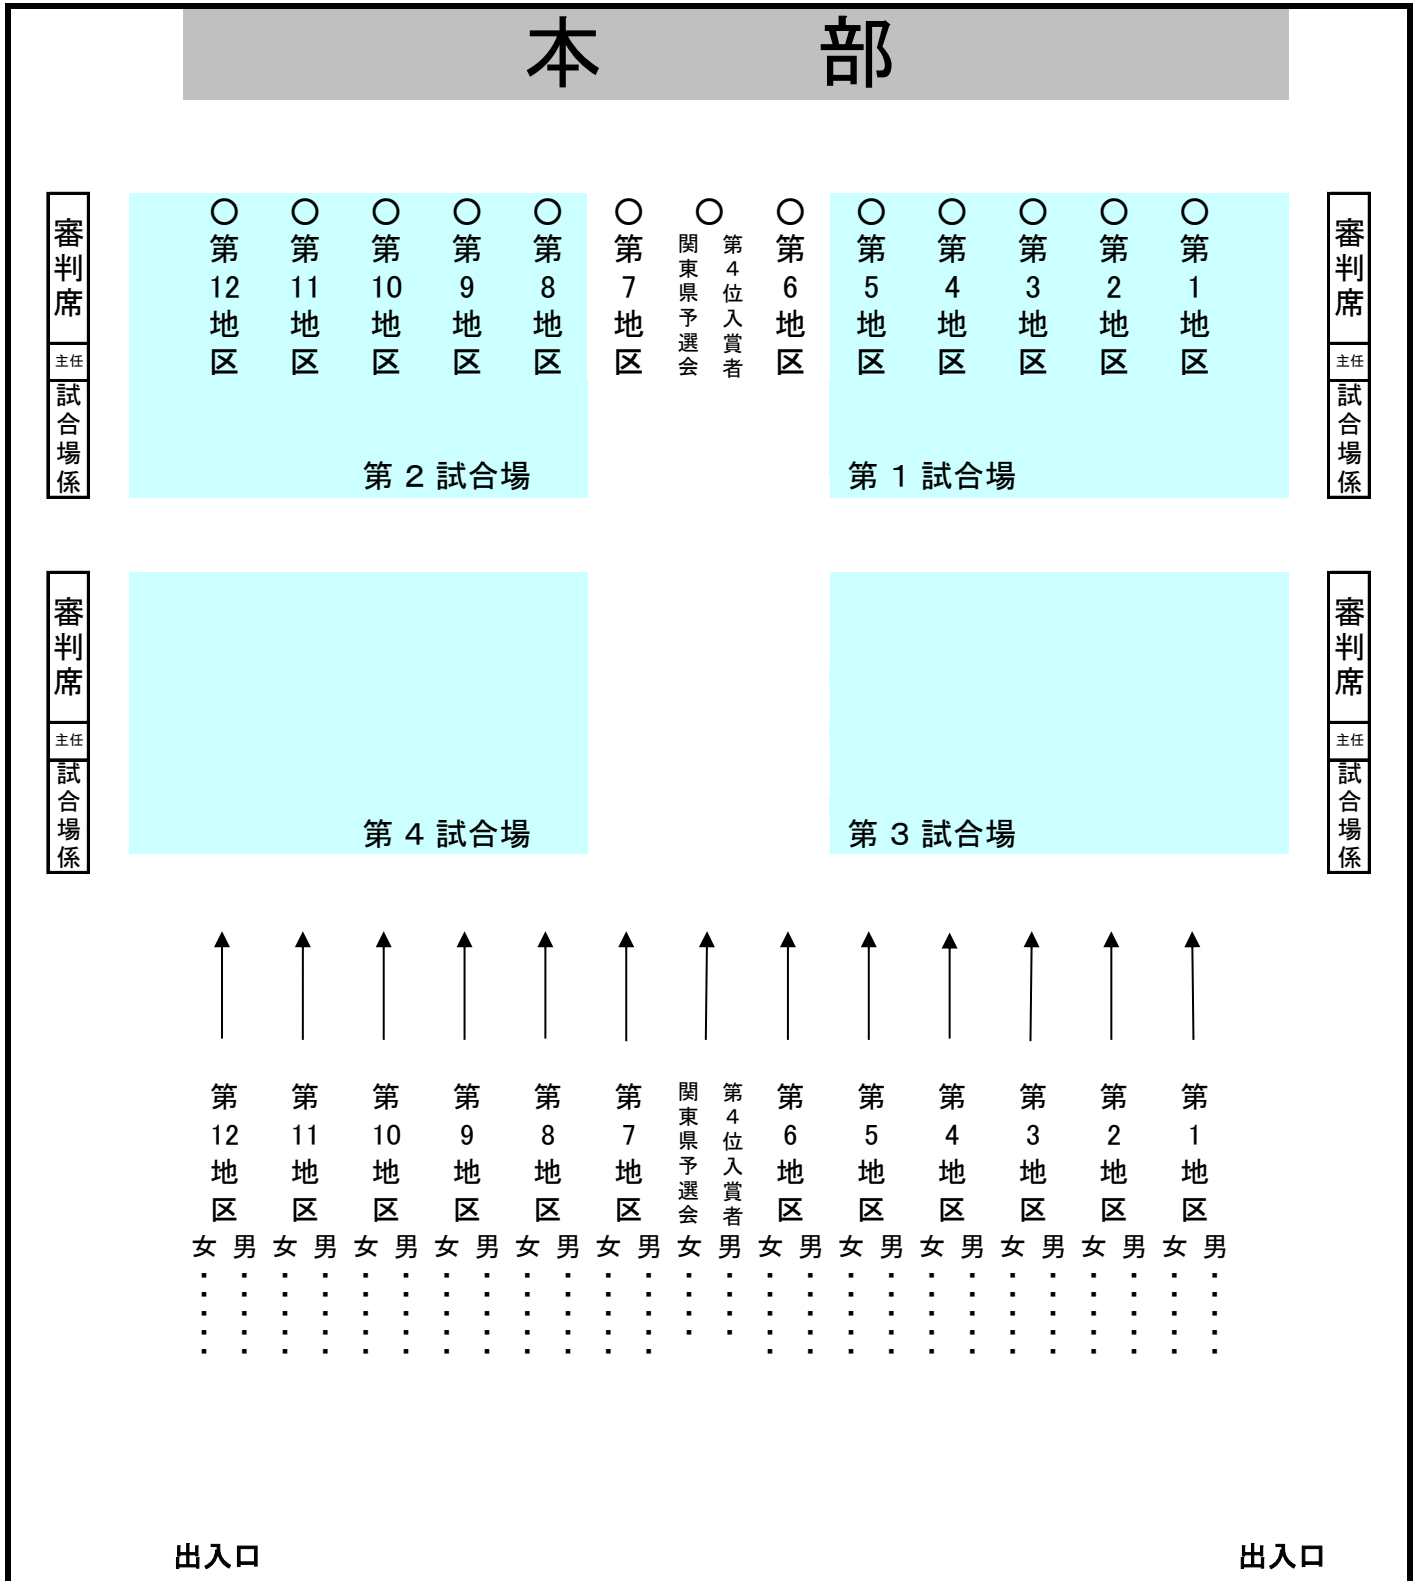 本　部
審判席
主任
試合場係
○第12地区
○第11地区
○第10地区
○第9地区
○第8地区
○第7地区
○
第4位入賞者
関東県予選会
○第6地区
○第5地区
○第4地区
○第3地区
○第2地区
○第1地区
審判席
主任
試合場係
第 2 試合場
第 1 試合場
審判席
主任
試合場係
審判席
主任
試合場係
第 4 試合場
第 3 試合場
第12地区
女 男
第11地区
女 男
第10地区
女 男
第9地区
女 男
第8地区
女 男
第7地区
女 男
第4位入賞者
関東県予選会
女 男
第6地区
女 男
第5地区
女 男
第4地区
女 男
第3地区
女 男
第2地区
女 男
第1地区
女 男
出入口
出入口